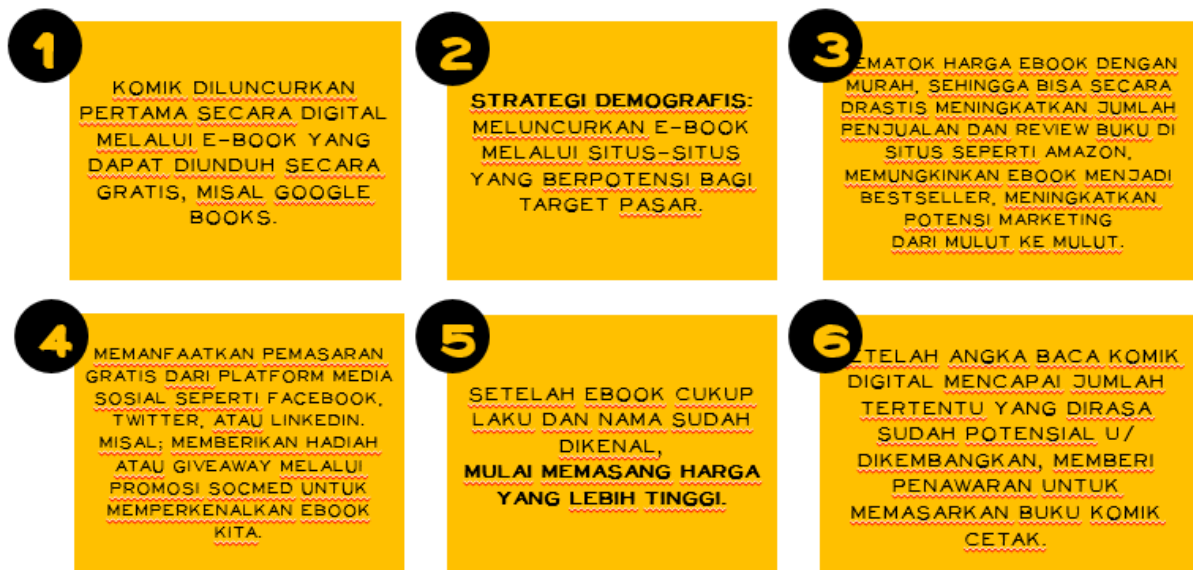 1
KOMIK DILUNCURKAN
PERTAMA SECARA DIGITAL
MELALUI E-BOOK YANG
DAPAT DIUNDUH SECARA
GRATIS, MISAL GOOGLE
BOOKS.
2
STRATEGI DEMOGRAFIS:
MELUNCURKAN E-BOOK
MELALUI SITUS-SITUS
YANG BERPOTENSI BAGI
TARGET PASAR.
3
EMATOK HARGA EBOOK DENGAN
MURAH, SEHINGGA BISA SECARA
DRASTIS MENINGKATKAN JUMLAH
PENJUALAN DAN REVIEW BUKU DI
SITUS SEPERTI AMAZON,
MEMUNGKINKAN EBOOK MENJADI
BESTSELLER, MENINGKATKAN
POTENSI MARKETING
DARI MULUT KE MULUT.
4
MEMANFAATKAN PEMASARAN
GRATIS DARI PLATFORM MEDIA
SOSIAL SEPERTI FACEBOOK,
TWITTER, ATAU LINKEDIN.
MISAL; MEMBERIKAN HADIAH
ATAU GIVEAWAY MELALUI
PROMOSI SOCMED UNTUK
MEMPERKENALKAN EBOOK
KITA.
5
SETELAH EBOOK CUKUP
LAKU DAN NAMA SUDAH
DIKENAL,
MULAI MEMASANG HARGA
YANG LEBIH TINGGI.
6
ETELAH ANGKA BACA KOMIK
DIGITAL MENCAPAI JUMLAH
TERTENTU YANG DIRASA
SUDAH POTENSIAL U/
DIKEMBANGKAN, MEMBERI
PENAWARAN UNTUK
MEMASARKAN BUKU KOMIK
CETAK.